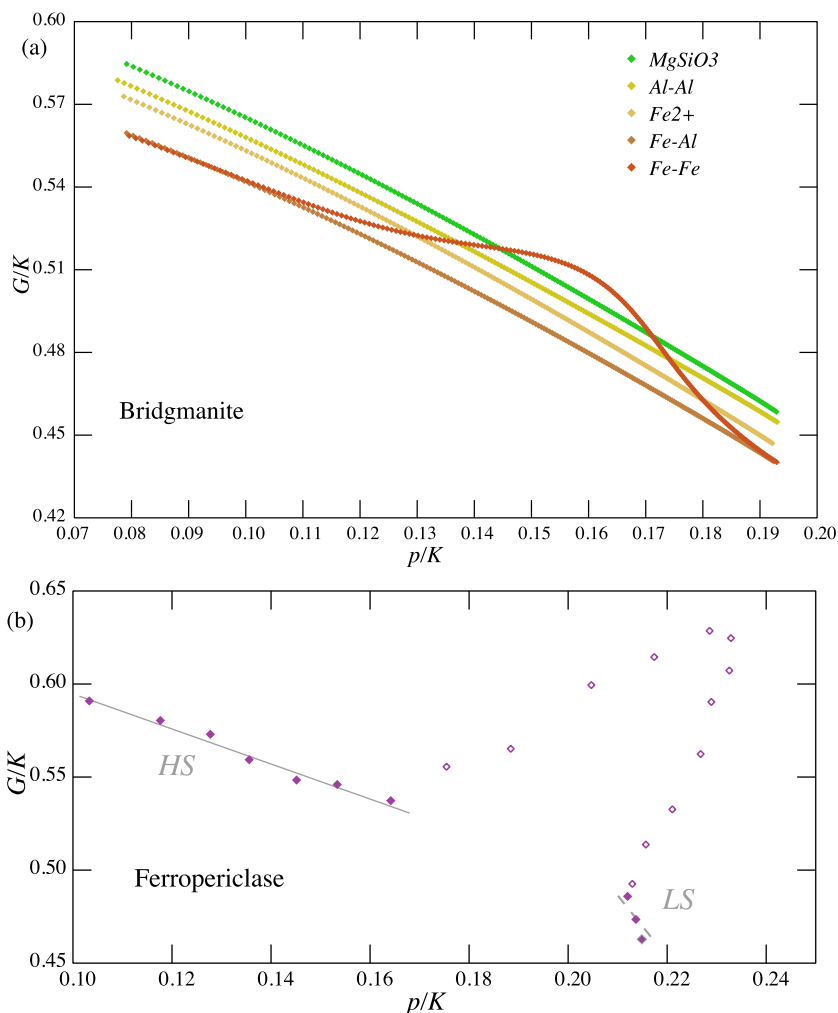 (a)
0.60
0.57
0.54
0.51
0.48
0.45
0.42
G/K
MgSiO3
Al-Al
Fe2+
Fe-Al
Fe-Fe
Bridgmanite
0.07 0.08 0.09 0.10 0.11 0.12 0.13 0.14 0.15 0.16 0.17 0.18 0.19 0.20
p/K
(b)
0.65
0.60
0.55
0.50
0.45
G/K
HS
Ferropericlase
LS
0.10 0.12 0.14 0.16 0.18 0.20 0.22 0.24
p/K